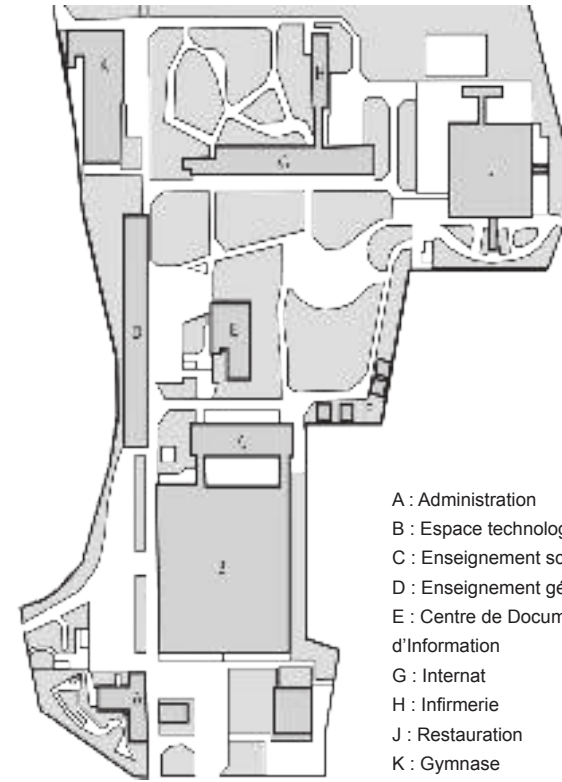 K
H
G
D
E
C
A : Administration
B : Espace technolog
C : Enseignement sc
D : Enseignement gé
E : Centre de Docum
d'Information
G : Internat
H : Infirmerie
J : Restauration
K : Gymnase